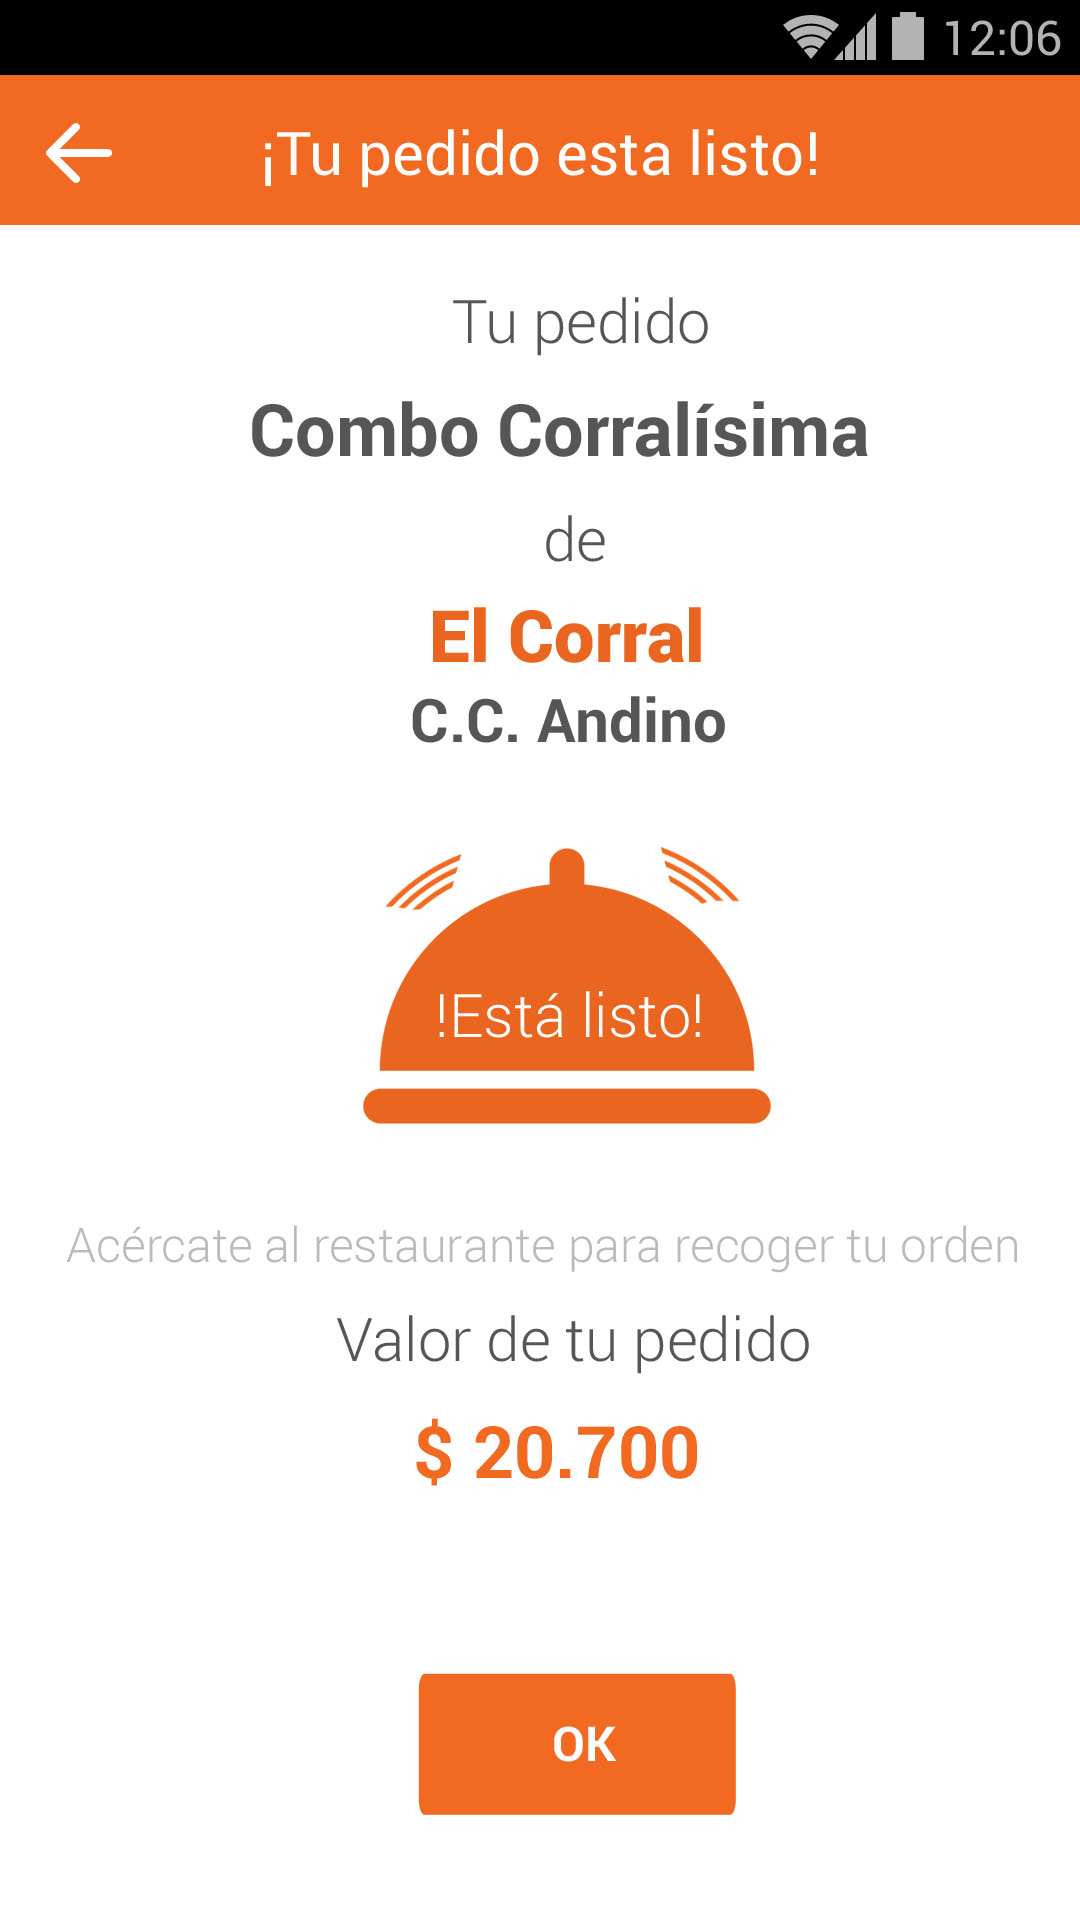 12:06
¡Tu pedido esta listo!
Tu pedido
Combo Corralísima
de
El Corral
C.C. Andino
!Está listo!
Acércate al restaurante para recoger tu orden
Valor de tu pedido
$ 20.700
OK